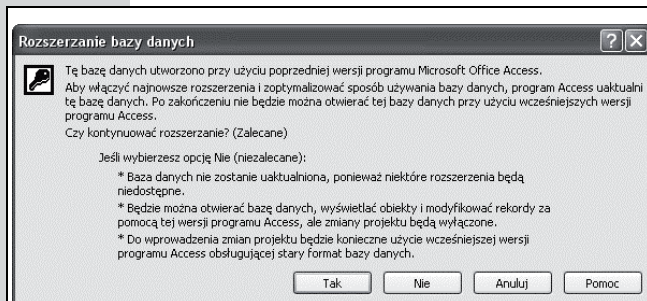 Rozszerzanie bazy danych
Tę bazę danych utworzono przy użyciu poprzedniej wersji programu Microsoft Office Access.
Aby włączyć najnowsze rozszerzenia i zoptymalizować sposób używania bazy danych, program Access uaktualni
tę bazę danych. Po zakończeniu nie będzie można otwierać tej bazy danych przy użyciu wcześniejszych wersji
programu Access.
Czy kontynuować rozszerzanie? (Zalecane)
Jeśli wybierzesz opcję Nie (niezalecane):
* Baza danych nie zostanie uaktualniona, ponieważ niektóre rozszerzenia będą
niedostępne.
* Będzie można otwierać bazę danych, wyświetlać obiekty i modyfikować rekordy za
pomocą tej wersji programu Access, ale zmiany projektu będą wyłączone.
* Do wprowadzenia zmian projektu będzie konieczne użycie wcześniejszej wersji
programu Access obsługującej stary format bazy danych.
Tak Nie Anuluj Pomoc